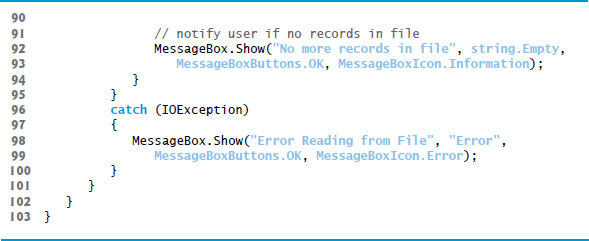 90
91 // notify user if no records in file
92 MessageBox.Show("No more records in file", string.Empty,
93 MessageBoxButtons.OK, MessageBoxIcon.Information);
94 }
95 }
96 catch (IOException)
97 {
98 MessageBox.Show("Error Reading from File", "Error",
99 MessageBoxButtons.OK, MessageBoxIcon.Error);
100 }
101 }
102 }
103 }